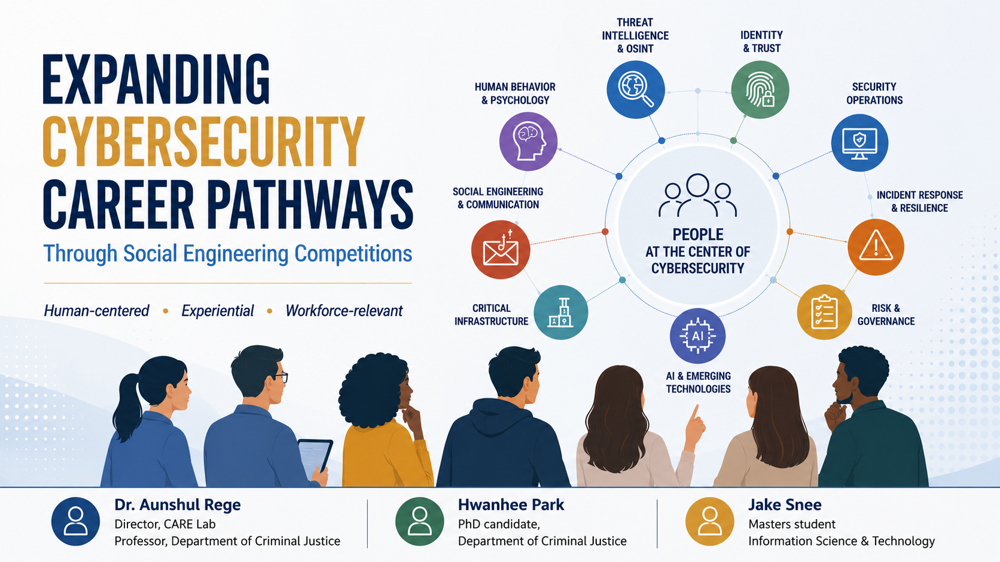 EXPANDING
CYBERSECURITY
CAREER PATHWAYS
Through Social Engineering Competitions
Human-centered • Experiential • Workforce-relevant
THREAT
INTELLIGENCE
& OSINT
IDENTITY
& TRUST
HUMAN BEHAVIOR
& PSYCHOLOGY
SECURITY
OPERATIONS
SOCIAL ENGINEERING
& COMMUNICATION
INCIDENT RESPONSE
& RESILIENCE
PEOPLE
AT THE CENTER OF
CYBERSECURITY
CRITICAL
INFRASTRUCTURE
RISK &
GOVERNANCE
AI
AI & EMERGING
TECHNOLOGIES
Dr. Aunshul Rege
Director, CARE Lab
Professor, Department of Criminal Justice
Hwanhee Park
PhD candidate,
Department of Criminal Justice
Jake Snee
Masters student
Information Science & Technology